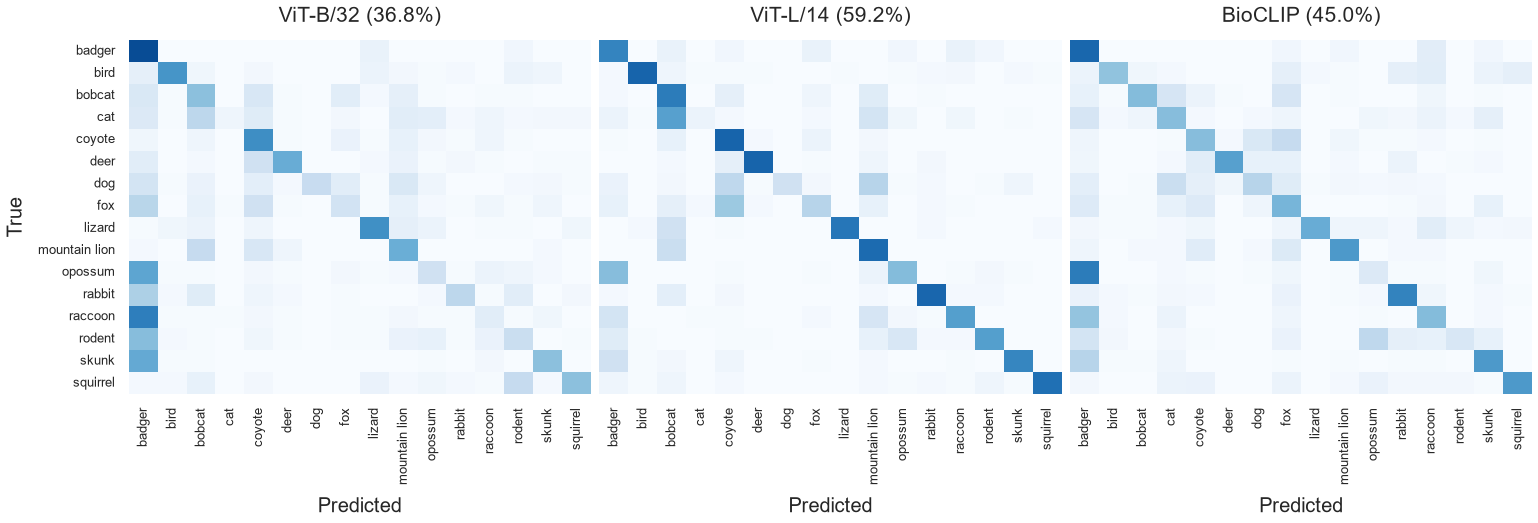 ViT-B/32 (36.8%)
ViT-L/14 (59.2%)
BioCLIP (45.0%)
True
badger
bird
bobcat
cat
coyote
deer
dog
fox
lizard
mountain lion
opossum
rabbit
raccoon
rodent
skunk
squirrel
badger
bird
bobcat
cat
coyote
deer
dog
fox
lizard
mountain lion
opossum
rabbit
raccoon
rodent
skunk
squirrel
badger
bird
bobcat
cat
coyote
deer
dog
fox
lizard
mountain lion
opossum
rabbit
raccoon
rodent
skunk
squirrel
badger
bird
bobcat
cat
coyote
deer
dog
fox
lizard
mountain lion
opossum
rabbit
raccoon
rodent
skunk
squirrel
Predicted
Predicted
Predicted